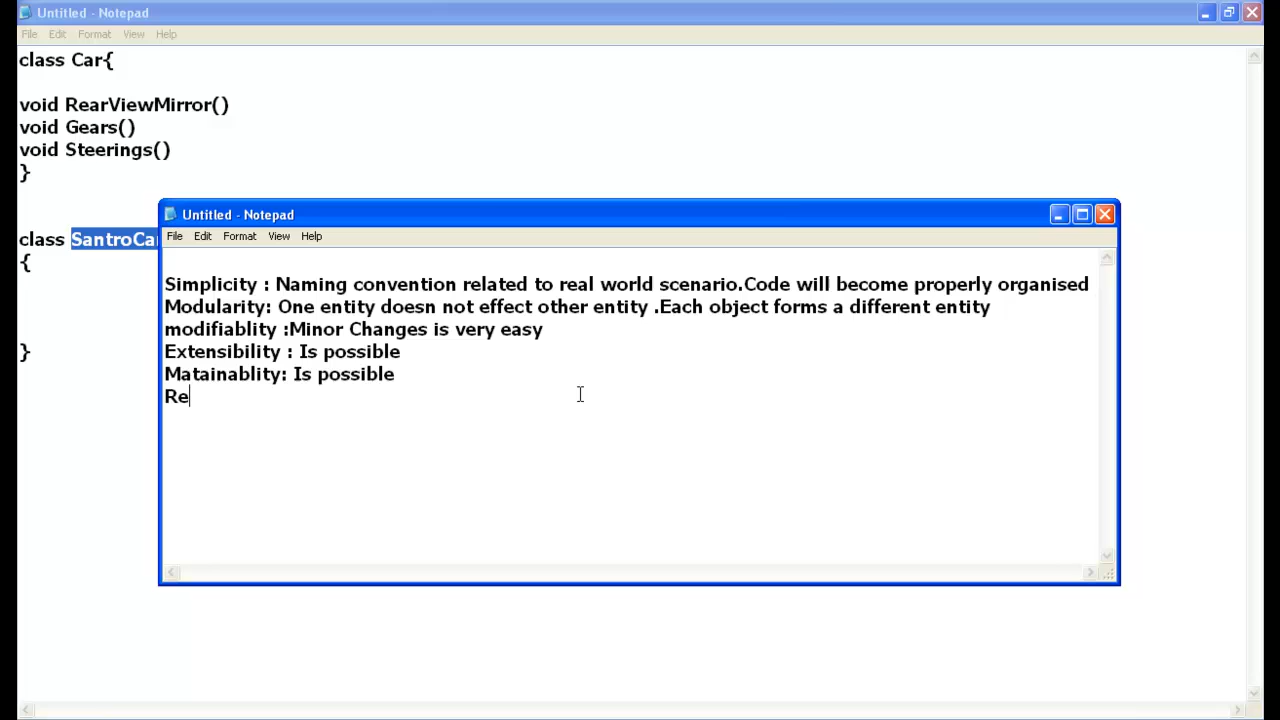 Untitled - Notepad
File Edit Format View Help
class Car{
void RearViewMirror()
void Gears()
void Steerings()
}
class SantroCar
{
}
Untitled - Notepad
File Edit Format View Help
Simplicity : Naming convention related to real world scenario.Code will become properly organised
Modularity: One entity doesn not effect other entity .Each object forms a different entity
modifiablity :Minor Changes is very easy
Extensibility : Is possible
Matainablity: Is possible
Re